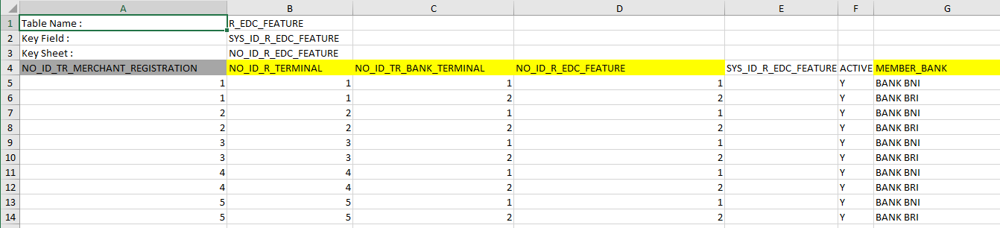 A B C D E F G
1 Table Name : R_EDC_FEATURE
2 Key Field : SYS_ID_R_EDC_FEATURE
3 Key Sheet : NO_ID_R_EDC_FEATURE
4 NO_ID_TR_MERCHANT_REGISTRATION NO_ID_R_TERMINAL NO_ID_TR_BANK_TERMINAL NO_ID_R_EDC_FEATURE SYS_ID_R_EDC_FEATURE ACTIVE MEMBER_BANK
5 1 1 1 1 Y BANK BNI
6 1 1 2 2 Y BANK BRI
7 2 2 1 1 Y BANK BNI
8 2 2 2 2 Y BANK BRI
9 3 3 1 1 Y BANK BNI
10 3 3 2 2 Y BANK BRI
11 4 4 1 1 Y BANK BNI
12 4 4 2 2 Y BANK BRI
13 5 5 1 1 Y BANK BNI
14 5 5 2 2 Y BANK BRI